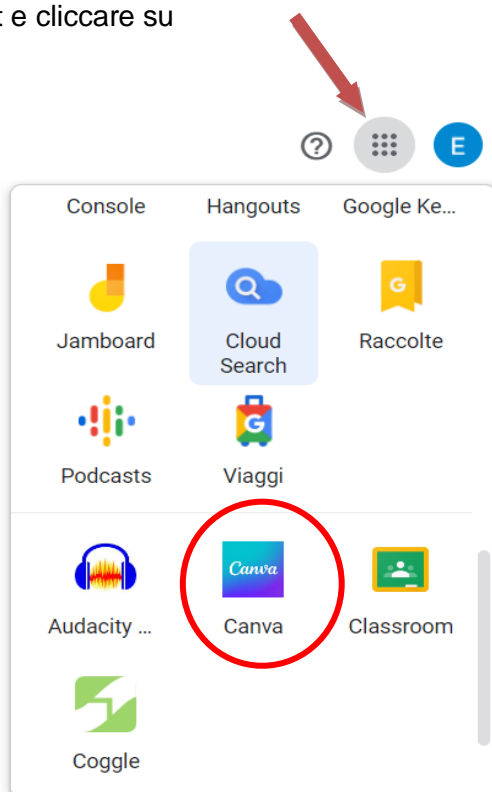 t e cliccare su
E
Console Hangouts Google Ke...
G
Jamboard Cloud Raccolte
Search
G
Podcasts Viaggi
Canva
Audacity ... Canva Classroom
Coggle